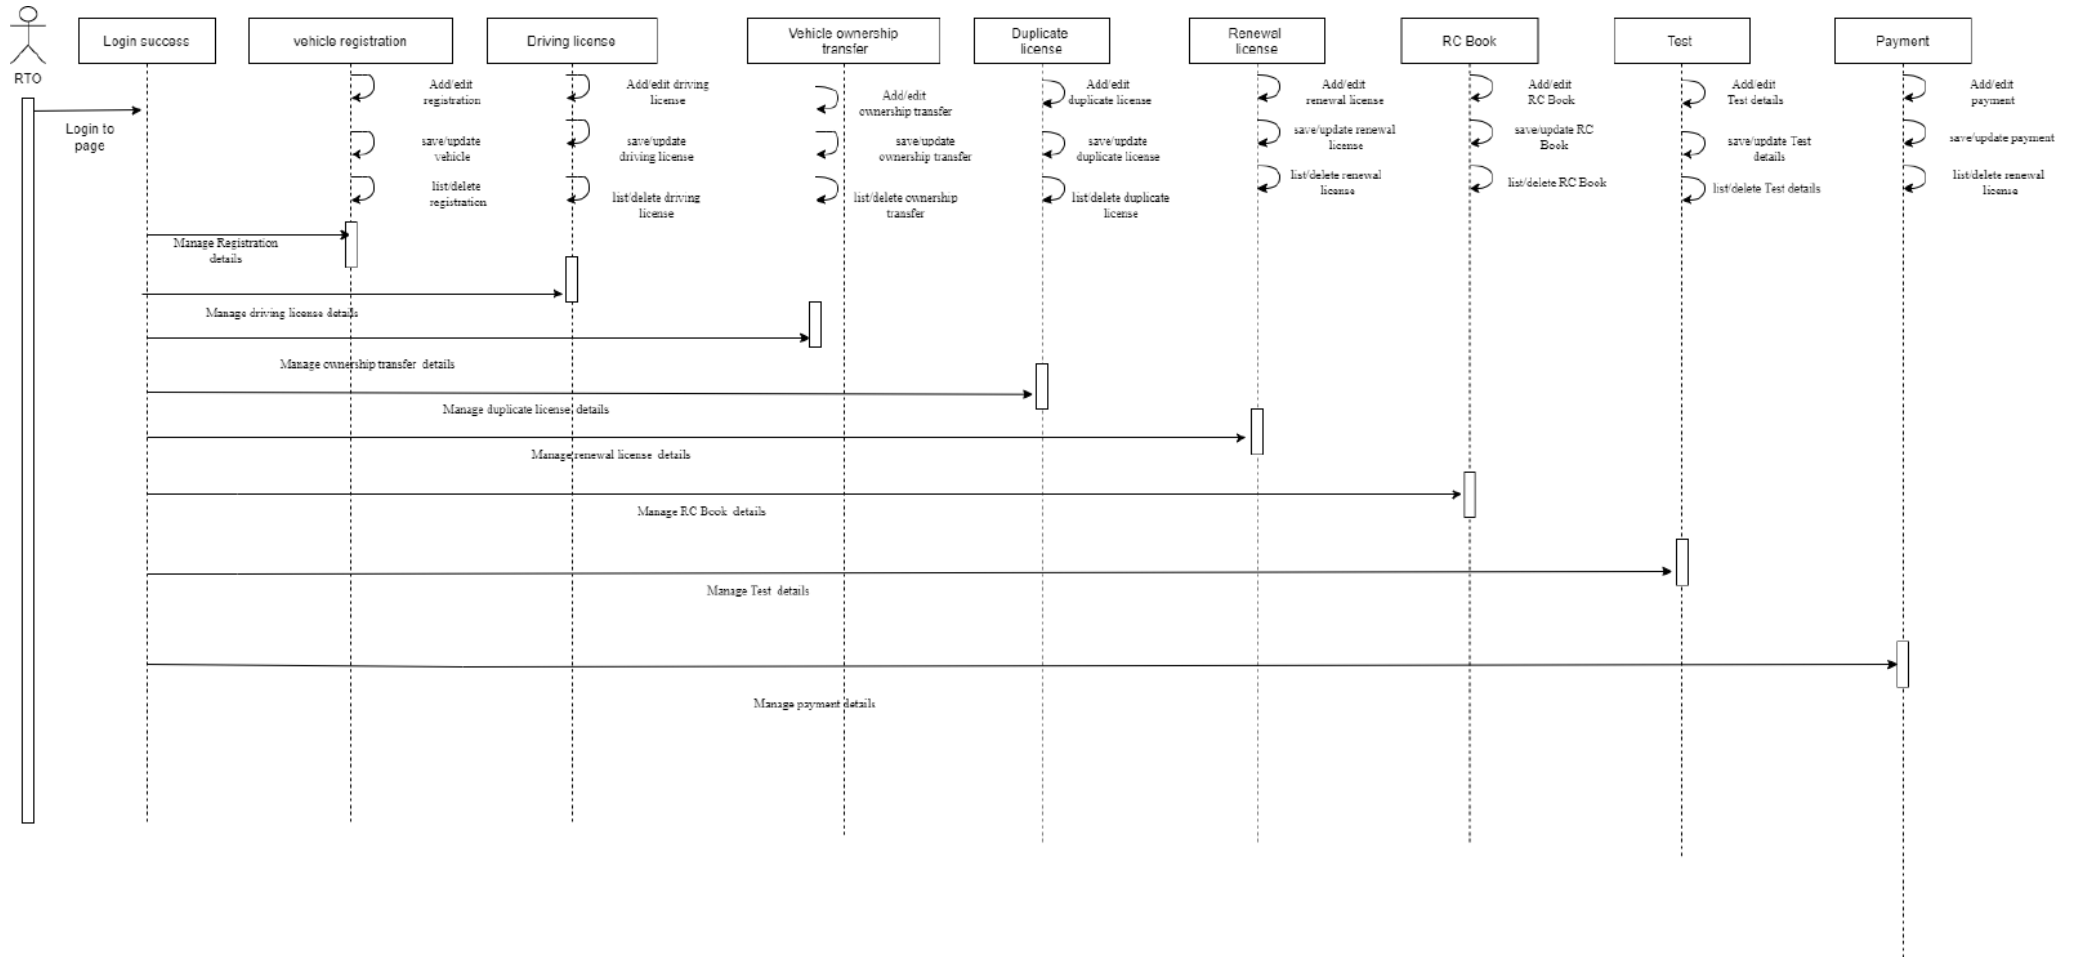 RTO
Login to
page
Login success
vehicle registration
Add/edit
registration
save/update
vehicle
list/delete
registration
Driving license
Add/edit driving
license
save/update
driving license
list/delete driving
license
Vehicle ownership
transfer
Add/edit
ownership transfer
save/update
ownership transfer
list/delete ownership
transfer
Duplicate
license
Add/edit
duplicate license
save/update
duplicate license
list/delete duplicate
license
Renewal
license
Add/edit
renewal license
save/update renewal
license
list/delete renewal
license
RC Book
Add/edit
RC Book
save/update RC
Book
list/delete RC Book
Test
Add/edit
Test details
save/update Test
details
list/delete Test details
Payment
Add/edit
payment
save/update payment
list/delete renewal
license
Manage Registration
details
Manage driving license details
Manage ownership transfer details
Manage duplicate license details
Manage renewal license details
Manage RC Book details
Manage Test details
Manage payment details